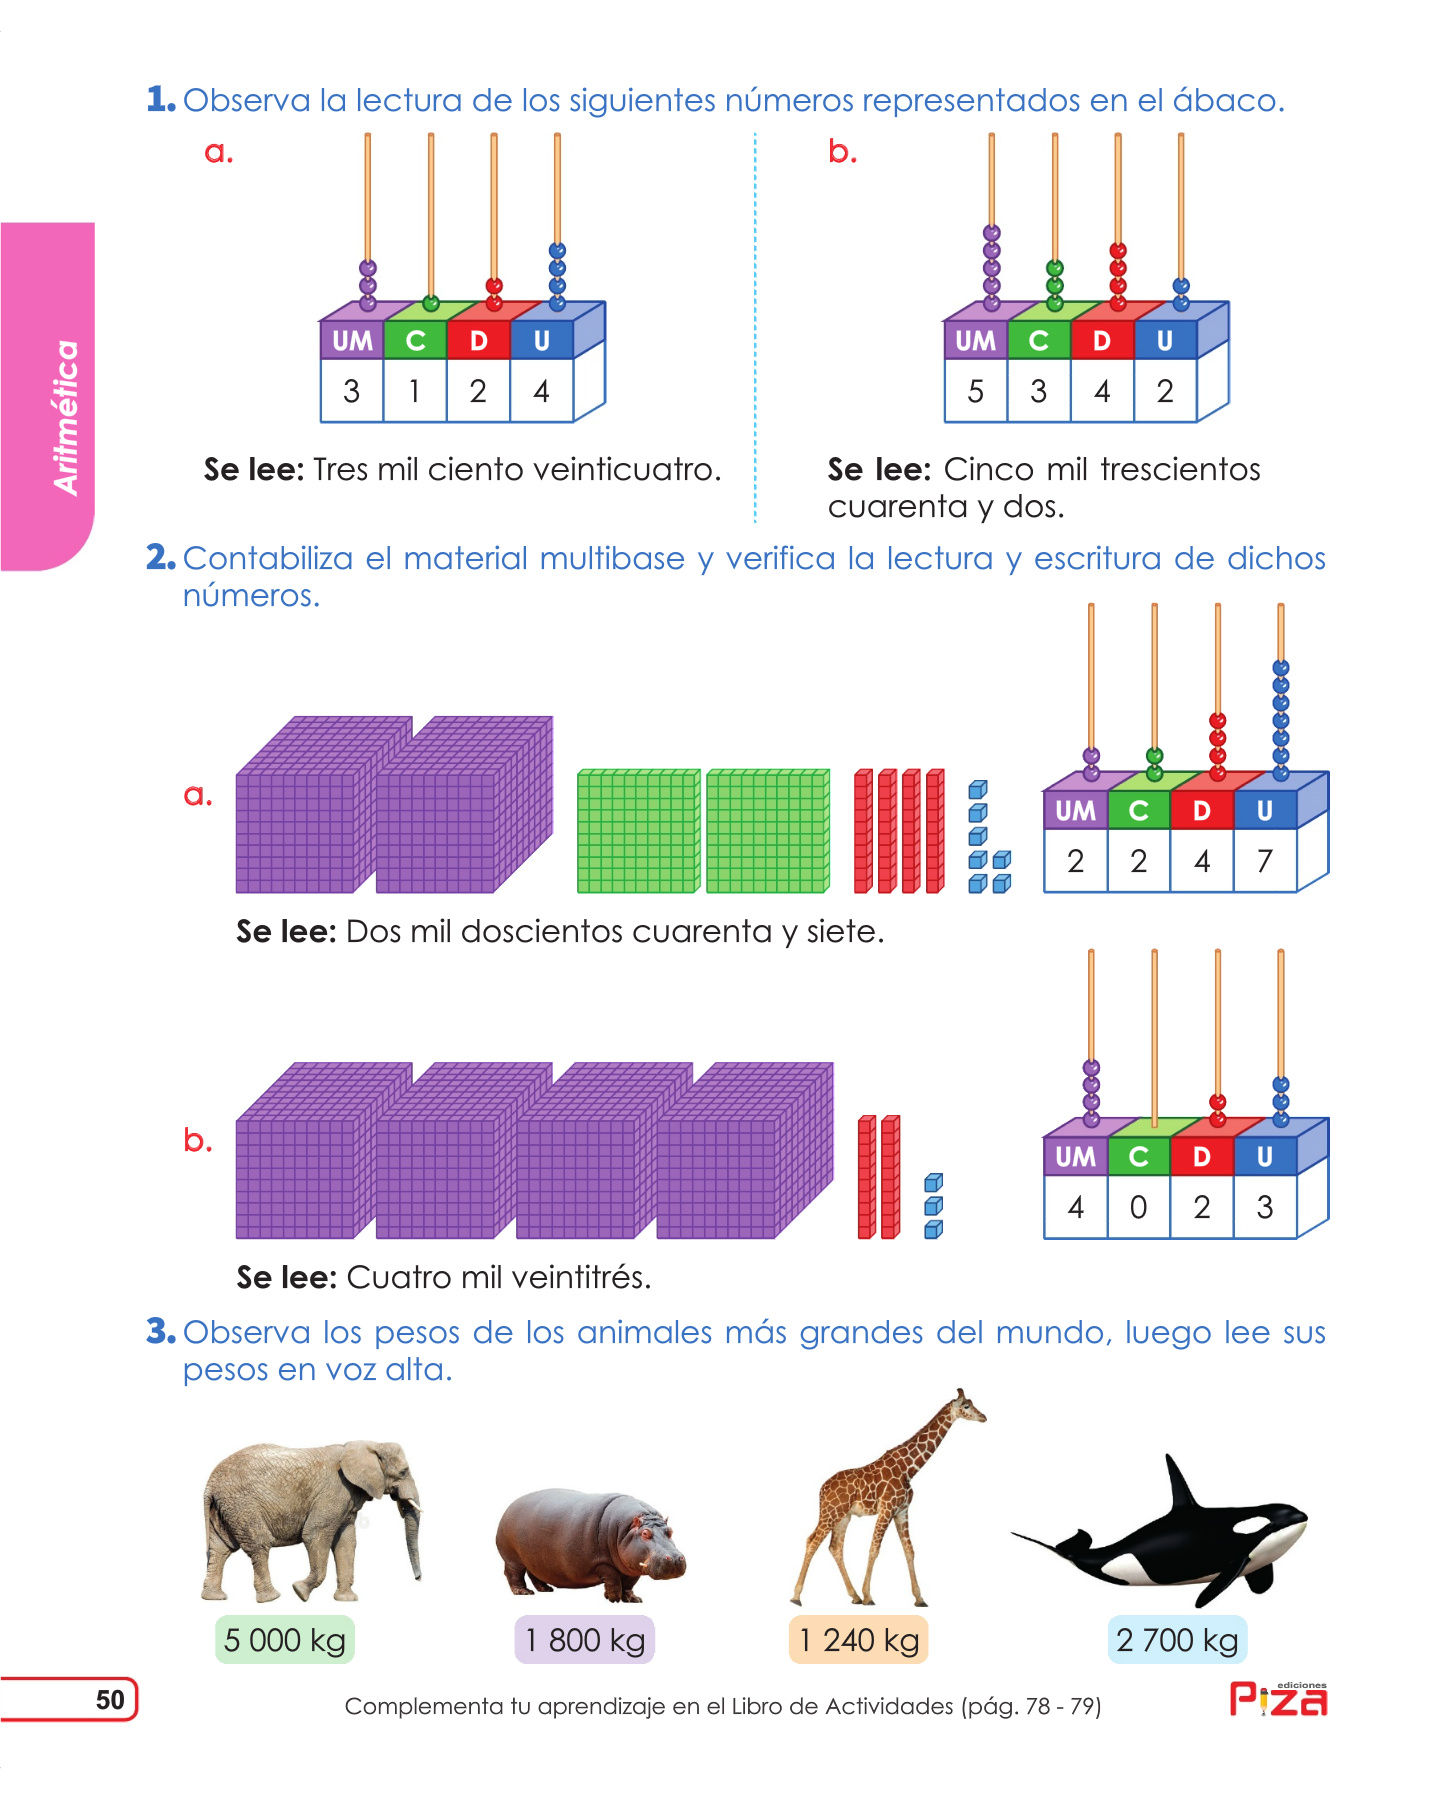 1. Observa la lectura de los siguientes números representados en el ábaco.
a.
UM C D U
3 1 2 4
Se lee: Tres mil ciento veinticuatro.
b.
UM C D U
5 3 4 2
Se lee: Cinco mil trescientos
cuarenta y dos.
Aritmética
2. Contabiliza el material multibase y verifica la lectura y escritura de dichos
números.
a.
UM C D U
2 2 4 7
Se lee: Dos mil doscientos cuarenta y siete.
b.
UM C D U
4 0 2 3
Se lee: Cuatro mil veintitrés.
3. Observa los pesos de los animales más grandes del mundo, luego lee sus
pesos en voz alta.
5 000 kg
1 800 kg
1 240 kg
2 700 kg
50
Complementa tu aprendizaje en el Libro de Actividades (pág. 78 - 79)
ediciones
PIZA